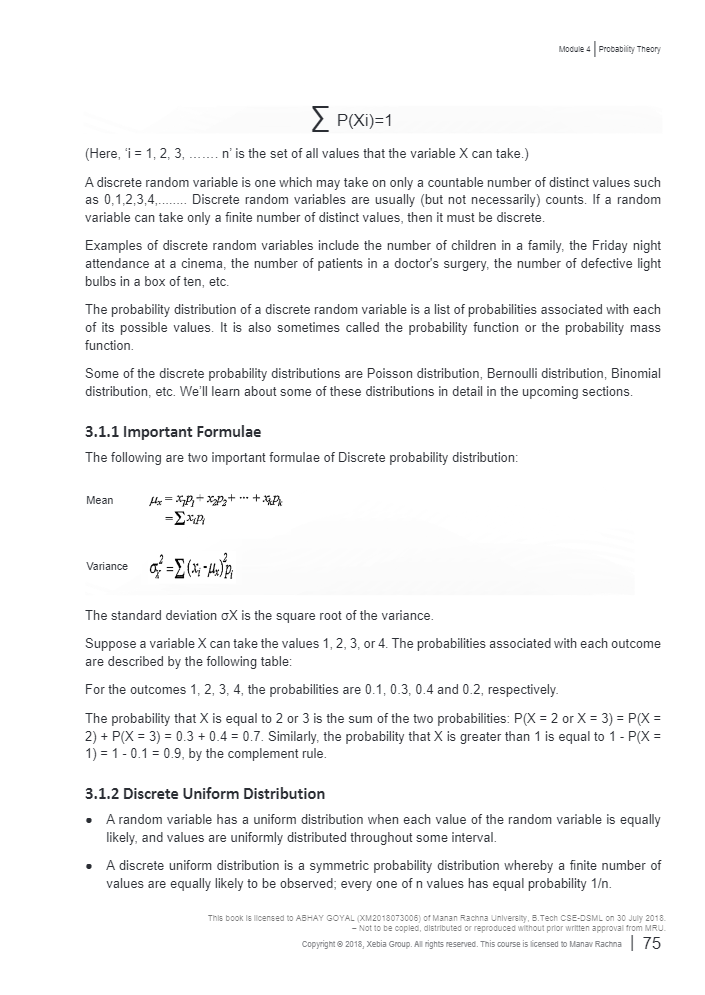 Module 4 | Probability Theory
∑ P(Xi)=1
(Here, 'i = 1, 2, 3, ....... n' is the set of all values that the variable X can take.)
A discrete random variable is one which may take on only a countable number of distinct values such
as 0,1,2,3,4,........ Discrete random variables are usually (but not necessarily) counts. If a random
variable can take only a finite number of distinct values, then it must be discrete.
Examples of discrete random variables include the number of children in a family, the Friday night
attendance at a cinema, the number of patients in a doctor's surgery, the number of defective light
bulbs in a box of ten, etc.
The probability distribution of a discrete random variable is a list of probabilities associated with each
of its possible values. It is also sometimes called the probability function or the probability mass
function.
Some of the discrete probability distributions are Poisson distribution, Bernoulli distribution, Binomial
distribution, etc. We'll learn about some of these distributions in detail in the upcoming sections.
3.1.1 Important Formulae
The following are two important formulae of Discrete probability distribution:
Mean μₓ = x₁p₁ + x₂p₂ + ··· + xₖpₖ
= ∑ xᵢpᵢ
Variance σₓ² = ∑(xᵢ - μₓ)² pᵢ
The standard deviation σX is the square root of the variance.
Suppose a variable X can take the values 1, 2, 3, or 4. The probabilities associated with each outcome
are described by the following table:
For the outcomes 1, 2, 3, 4, the probabilities are 0.1, 0.3, 0.4 and 0.2, respectively.
The probability that X is equal to 2 or 3 is the sum of the two probabilities: P(X = 2 or X = 3) = P(X =
2) + P(X = 3) = 0.3 + 0.4 = 0.7. Similarly, the probability that X is greater than 1 is equal to 1 - P(X =
1) = 1 - 0.1 = 0.9, by the complement rule.
3.1.2 Discrete Uniform Distribution
• A random variable has a uniform distribution when each value of the random variable is equally
likely, and values are uniformly distributed throughout some interval.
• A discrete uniform distribution is a symmetric probability distribution whereby a finite number of
values are equally likely to be observed; every one of n values has equal probability 1/n.
This book is licensed to ABHAY GOYAL (XM2018073006) of Manan Rachna University, B.Tech CSE-DSML on 30 July 2018.
– Not to be copied, distributed or reproduced without prior written approval from MRU.
Copyright © 2018, Xebia Group. All rights reserved. This course is licensed to Manav Rachna | 75